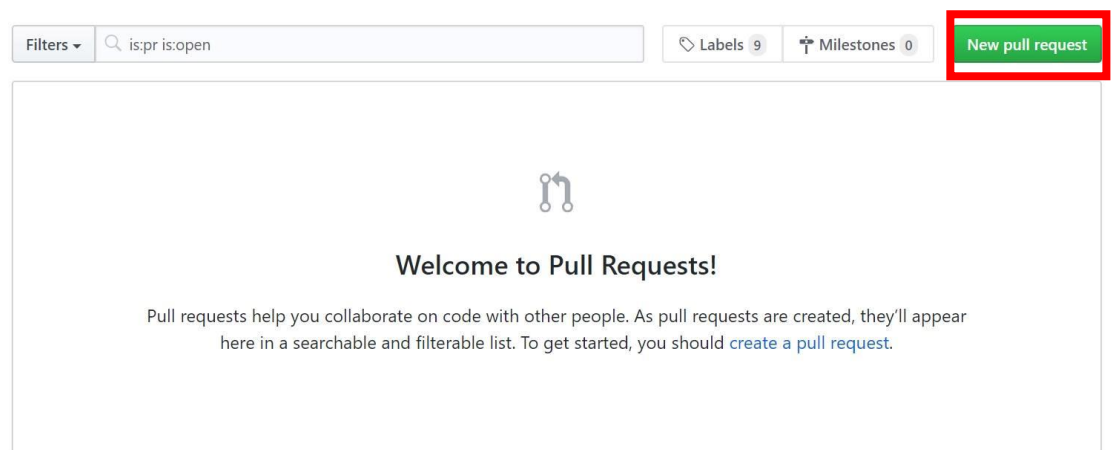 Filters is:pr is:open Labels 9 Milestones 0 New pull request
Welcome to Pull Requests!
Pull requests help you collaborate on code with other people. As pull requests are created, they’ll appear
here in a searchable and filterable list. To get started, you should create a pull request.